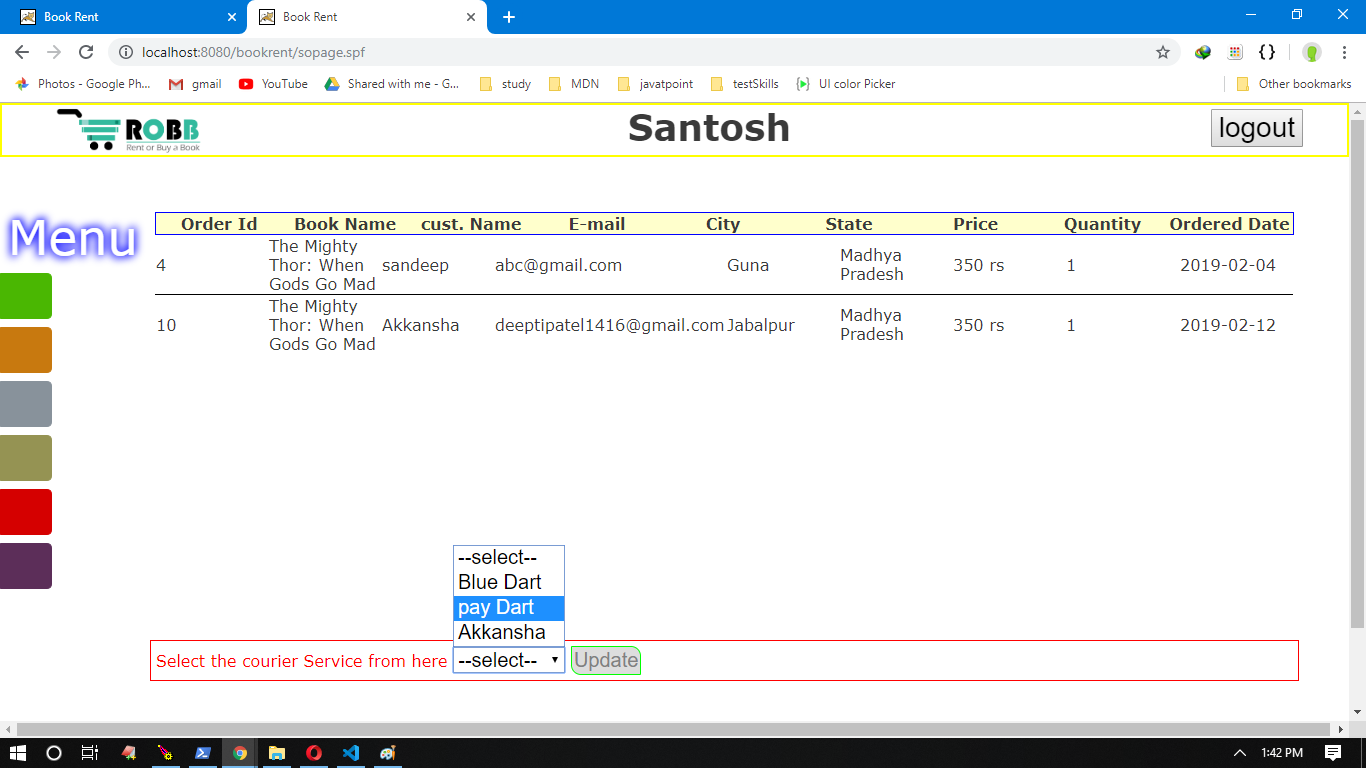 Book Rent
Book Rent
localhost:8080/bookrent/sopage.spf
Photos - Google Ph...
gmail
YouTube
Shared with me - G...
study
MDN
javatpoint
testSkills
UI color Picker
Other bookmarks
ROBB
Rent or Buy a Book
Santosh
logout
Menu
Order Id Book Name cust. Name E-mail City State Price Quantity Ordered Date
The Mighty
4 Thor: When sandeep abc@gmail.com Guna Madhya Pradesh 350 rs 1 2019-02-04
Gods Go Mad
The Mighty
10 Thor: When Akkansha deeptipatel1416@gmail.com Jabalpur Madhya Pradesh 350 rs 1 2019-02-12
Gods Go Mad
--select--
Blue Dart
pay Dart
Akkansha
Select the courier Service from here --select-- Update
1:42 PM